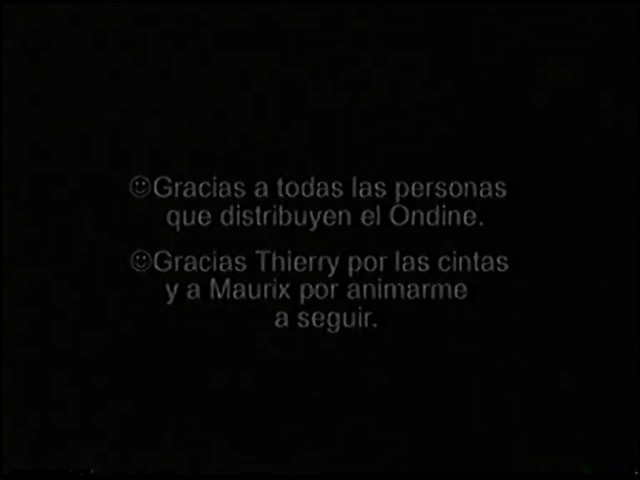 ☺Gracias a todas las personas
que distribuyen el Ondine.
☺Gracias Thierry por las cintas
y a Maurix por animarme
a seguir.